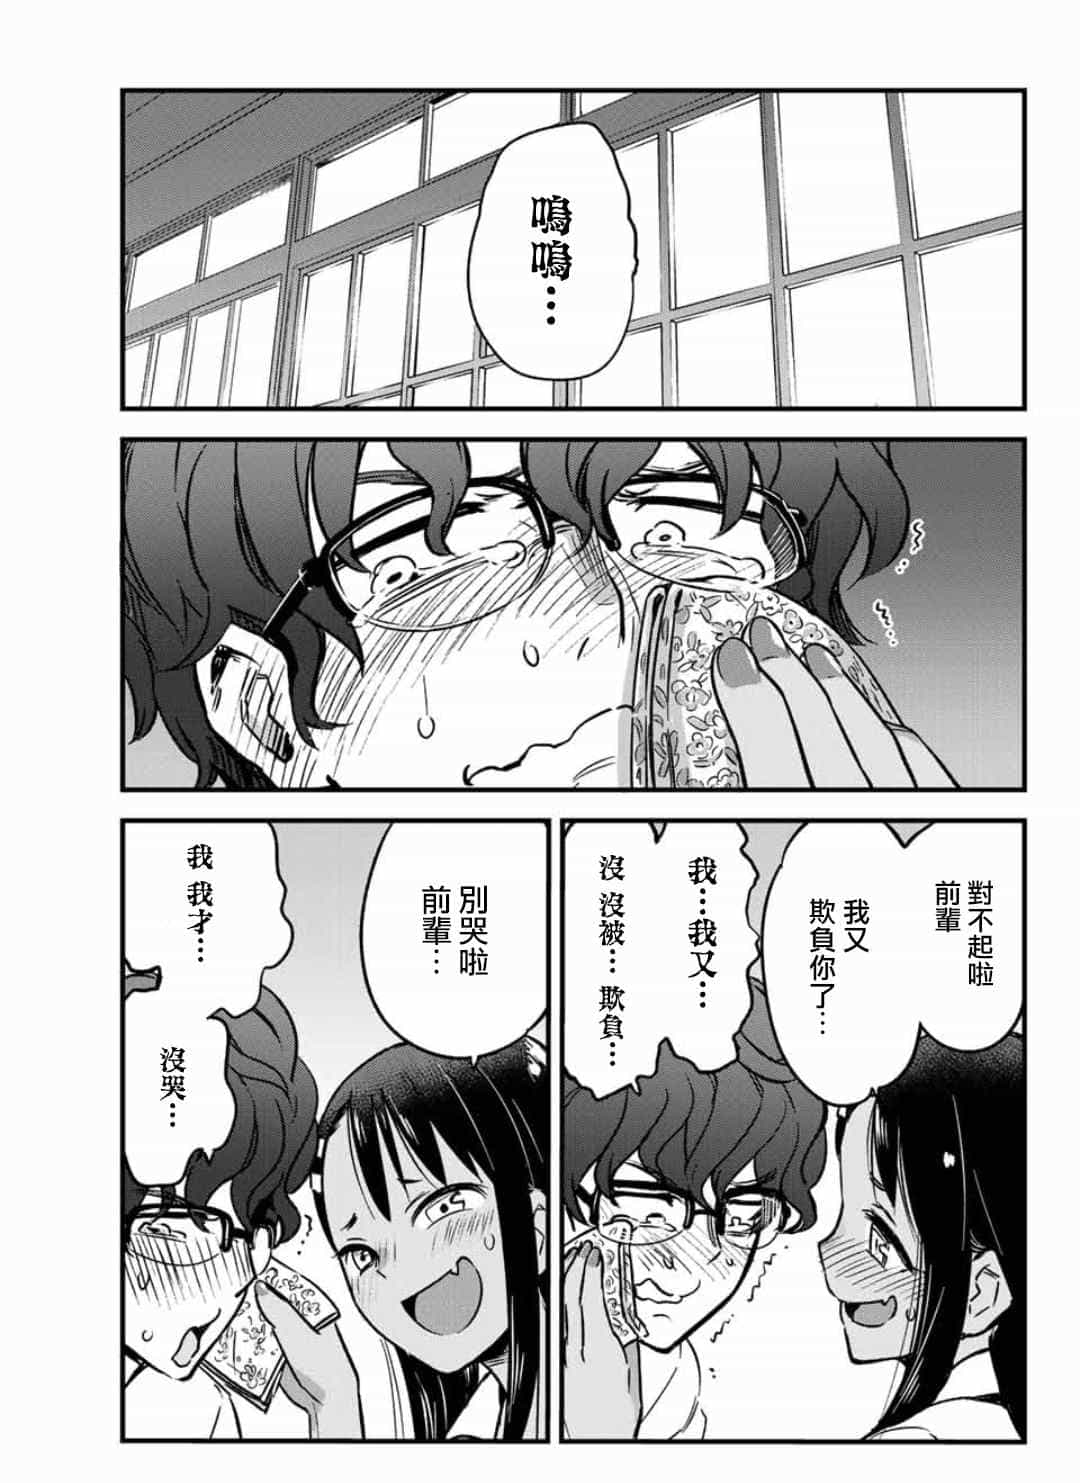 嗚
嗚…
對不起啦
前輩
我又
欺負你了…
我…我又…
沒 沒被… 欺負…
別哭啦
前輩…
我 我才…
沒哭…